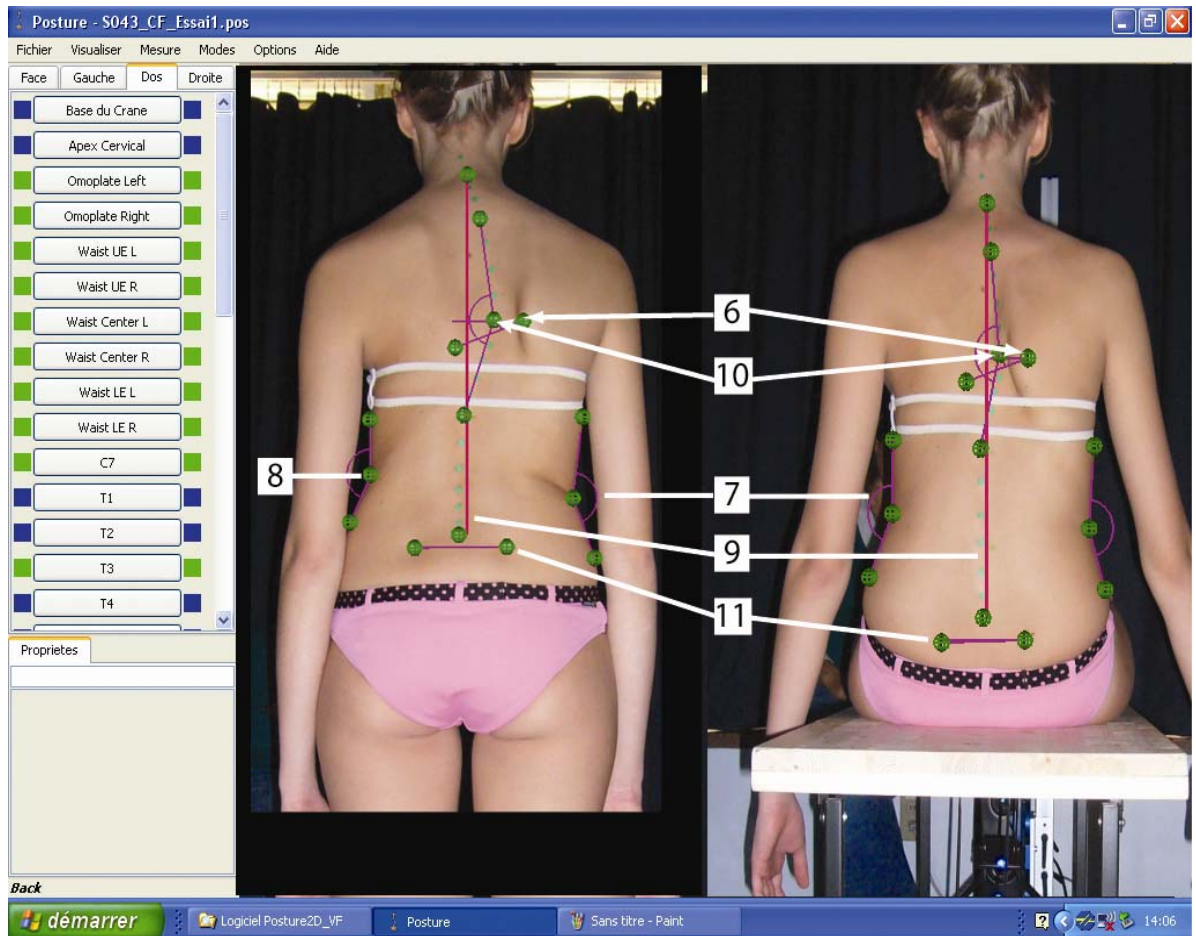 Posture - S043_CF_Essai1.pos
Fichier Visualiser Mesure Modes Options Aide
Face Gauche Dos Droite
Base du Crane
Apex Cervical
Omoplate Left
Omoplate Right
Waist UE L
Waist UE R
Waist Center L
Waist Center R
Waist LE L
Waist LE R
C7
T1
T2
T3
T4
Proprietes
Back
6
10
8
7
9
11
démarrer Logiciel Posture2D_VF Posture Sans titre - Paint 14:06